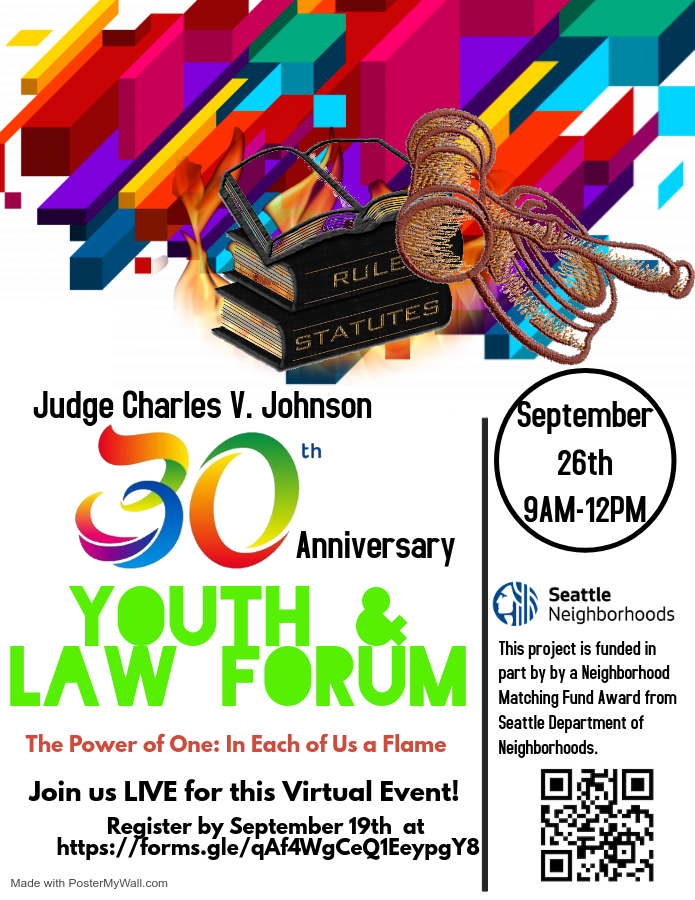 RULE
STATUTES
Judge Charles V. Johnson
30th
Anniversary
YOUTH &
LAW FORUM
The Power of One: In Each of Us a Flame
Join us LIVE for this Virtual Event!
Register by September 19th at
https://forms.gle/qAf4WgCeQ1EeypgY8
September
26th
9AM-12PM
Seattle
Neighborhoods
This project is funded in
part by by a Neighborhood
Matching Fund Award from
Seattle Department of
Neighborhoods.
Made with PosterMyWall.com